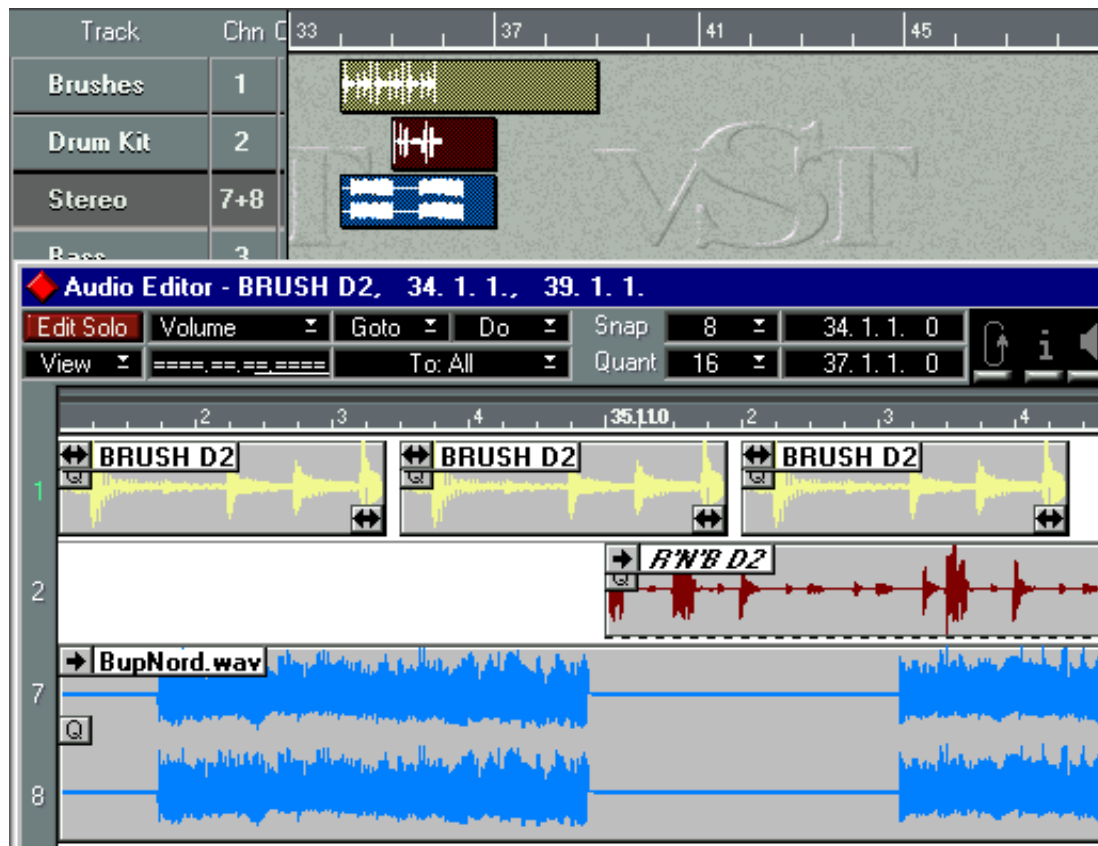 Track Chn C 33 37 41 45
Brushes 1
Drum Kit 2
Stereo 7+8
VST
Bass 3
Audio Editor - BRUSH D2, 34. 1. 1., 39. 1. 1.
Edit Solo Volume Goto Do Snap 8 34. 1. 1. 0
View ====.==.==.==== To: All Quant 16 37. 1. 1. 0
i
2 3 4 35.1.1.0 2 3 4
BRUSH D2 BRUSH D2 BRUSH D2
Q Q Q
1
R'N'B D2
Q
2
BupNord.wav
7
Q
8